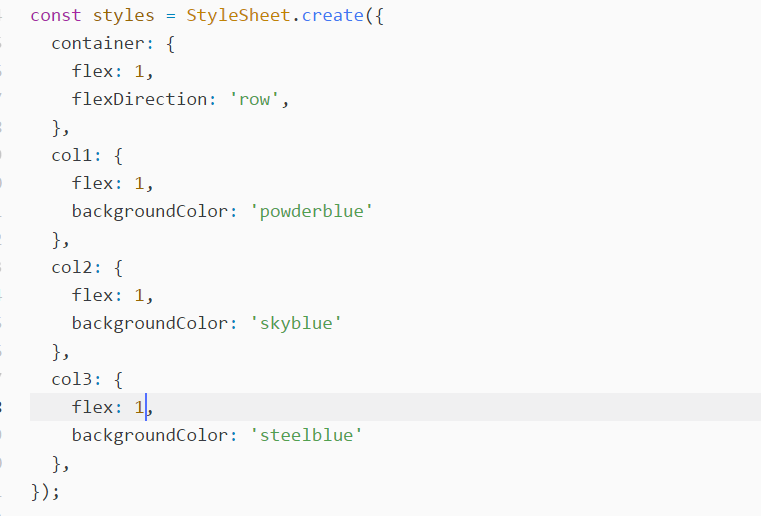 const styles = StyleSheet.create({
  container: {
    flex: 1,
    flexDirection: 'row',
  },
  col1: {
    flex: 1,
    backgroundColor: 'powderblue'
  },
  col2: {
    flex: 1,
    backgroundColor: 'skyblue'
  },
  col3: {
    flex: 1,
    backgroundColor: 'steelblue'
  },
});